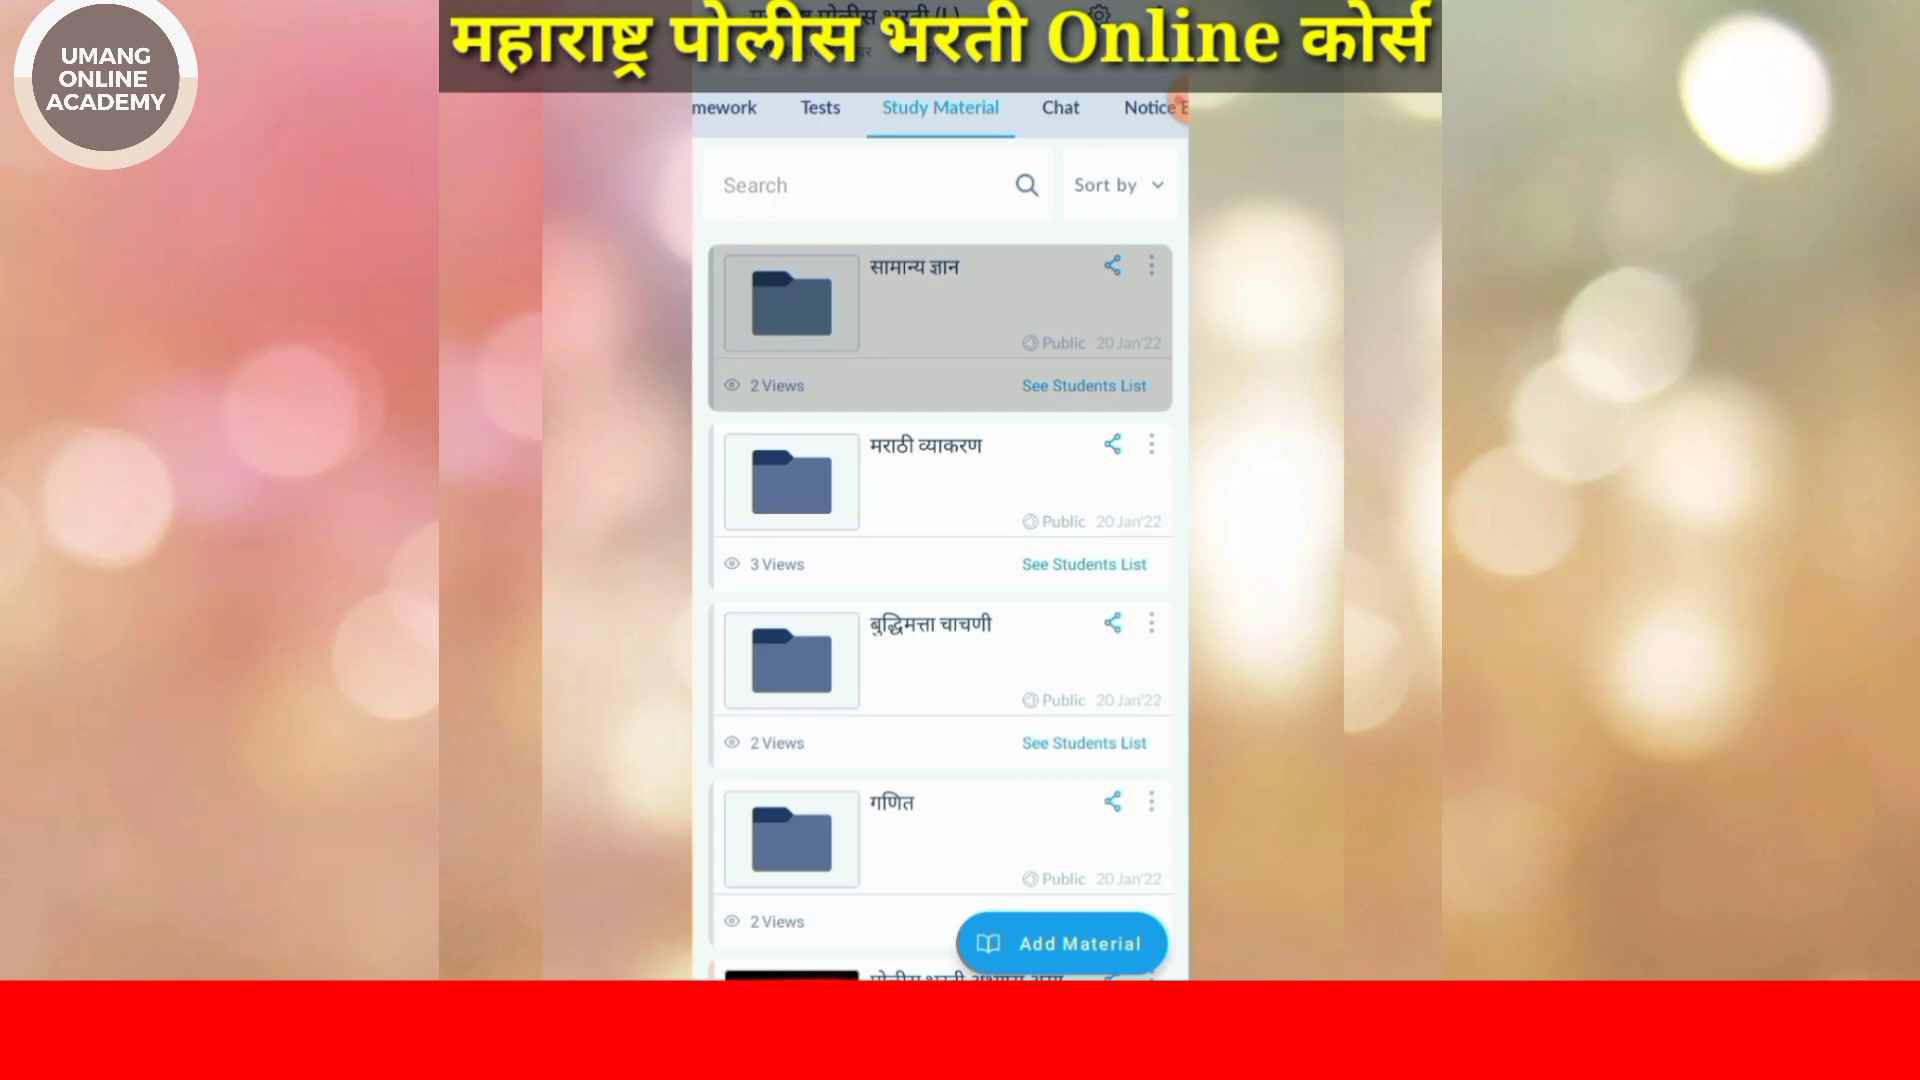 UMANG
ONLINE
ACADEMY
महाराष्ट्र पोलीस भरती Online कोर्स
mework Tests Study Material Chat Notice
Search Sort by
सामान्य ज्ञान
Public 20 Jan'22
2 Views See Students List
मराठी व्याकरण
Public 20 Jan'22
3 Views See Students List
बुद्धिमत्ता चाचणी
Public 20 Jan'22
2 Views See Students List
गणित
Public 20 Jan'22
2 Views
Add Material